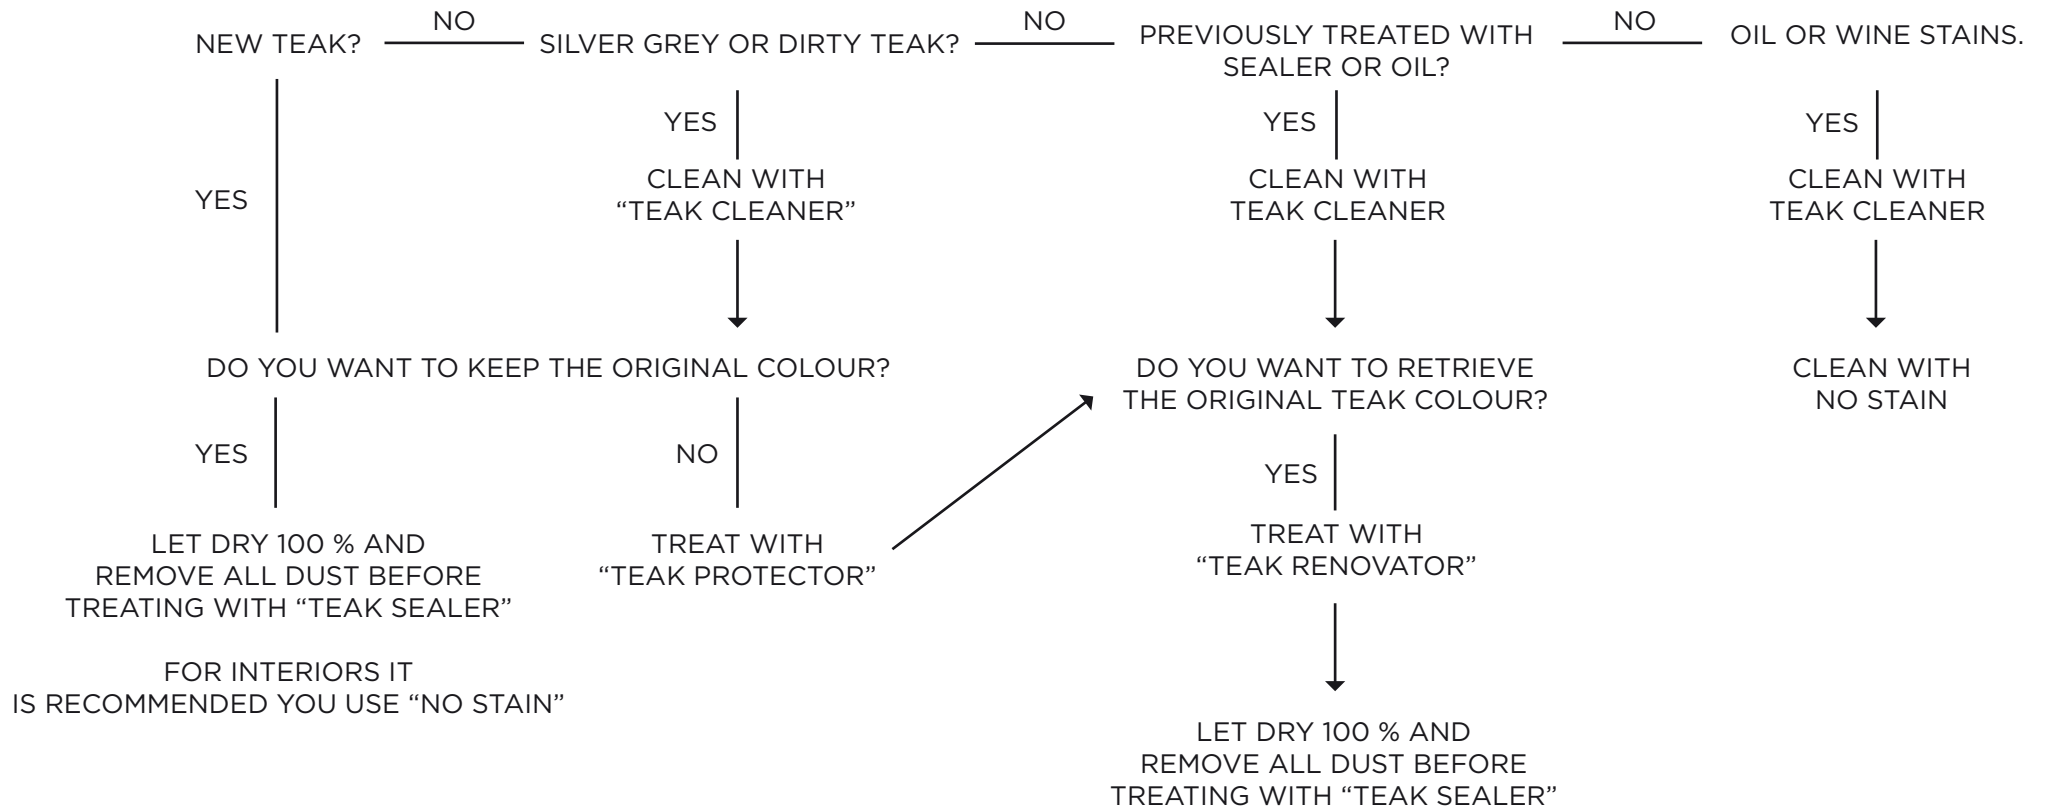 NEW TEAK?
NO
SILVER GREY OR DIRTY TEAK?
NO
PREVIOUSLY TREATED WITH
SEALER OR OIL?
NO
OIL OR WINE STAINS.
YES
YES
CLEAN WITH
“TEAK CLEANER”
YES
CLEAN WITH
TEAK CLEANER
YES
CLEAN WITH
TEAK CLEANER
DO YOU WANT TO KEEP THE ORIGINAL COLOUR?
DO YOU WANT TO RETRIEVE
THE ORIGINAL TEAK COLOUR?
CLEAN WITH
NO STAIN
YES
LET DRY 100 % AND
REMOVE ALL DUST BEFORE
TREATING WITH “TEAK SEALER”
FOR INTERIORS IT
IS RECOMMENDED YOU USE “NO STAIN”
NO
TREAT WITH
“TEAK PROTECTOR”
YES
TREAT WITH
“TEAK RENOVATOR”
LET DRY 100 % AND
REMOVE ALL DUST BEFORE
TREATING WITH “TEAK SEALER”